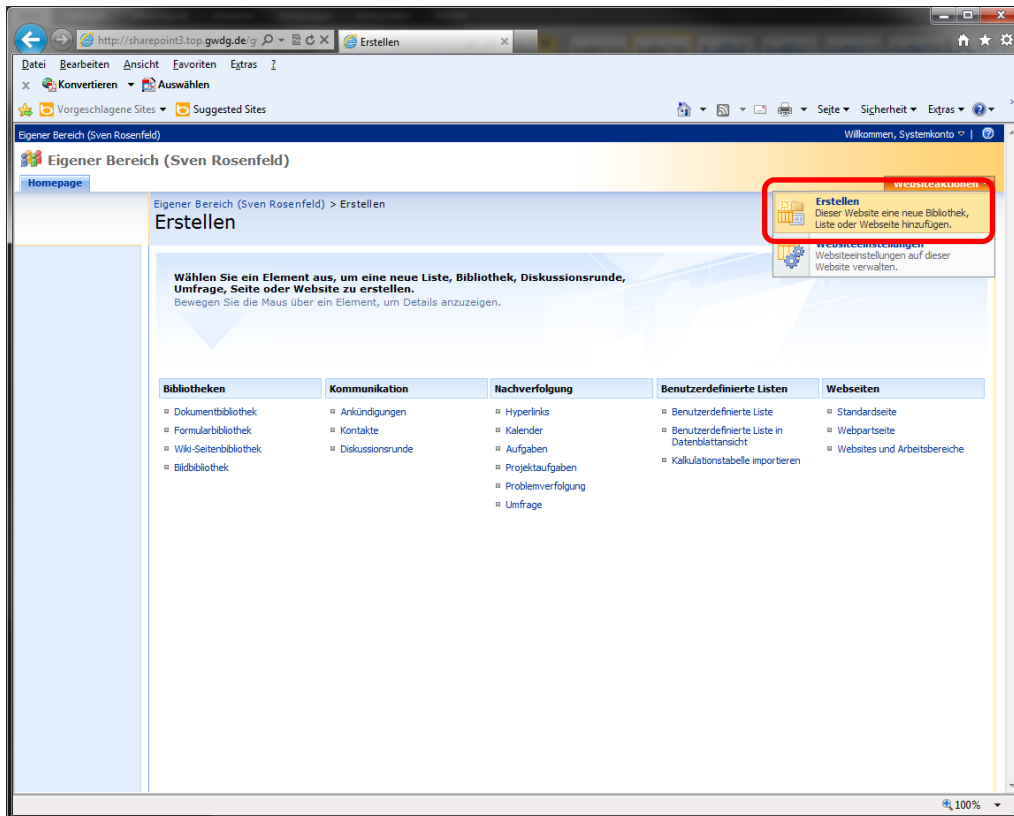 http://sharepoint3.top.gwdg.de/g
Erstellen
Datei Bearbeiten Ansicht Favoriten Extras ?
x Konvertieren Auswählen
Vorgeschlagene Sites Suggested Sites
Seite Sicherheit Extras
Eigener Bereich (Sven Rosenfeld)
Willkommen, Systemkonto
Eigener Bereich (Sven Rosenfeld)
Homepage
Websiteaktionen
Eigener Bereich (Sven Rosenfeld) > Erstellen
Erstellen
Erstellen
Dieser Website eine neue Bibliothek,
Liste oder Webseite hinzufügen.
Websiteeinstellungen
Websiteeinstellungen auf dieser
Website verwalten.
Wählen Sie ein Element aus, um eine neue Liste, Bibliothek, Diskussionsrunde,
Umfrage, Seite oder Website zu erstellen.
Bewegen Sie die Maus über ein Element, um Details anzuzeigen.
Bibliotheken
Dokumentbibliothek
Formularbibliothek
Wiki-Seitenbibliothek
Bildbibliothek
Kommunikation
Ankündigungen
Kontakte
Diskussionsrunde
Nachverfolgung
Hyperlinks
Kalender
Aufgaben
Projektaufgaben
Problemverfolgung
Umfrage
Benutzerdefinierte Listen
Benutzerdefinierte Liste
Benutzerdefinierte Liste in
Datenblattansicht
Kalkulationstabelle importieren
Webseiten
Standardseite
Webpartseite
Websites und Arbeitsbereiche
100%